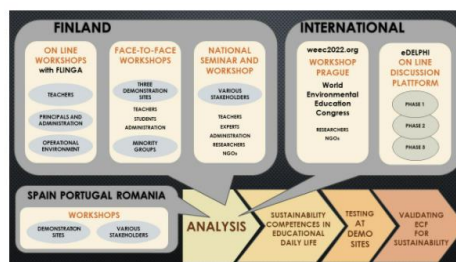 FINLAND
ON LINE
WORKSHOPS
with FLINGA
TEACHERS
PRINCIPALS AND
ADMINISTRATION
OPERATIONAL
ENVIRONMENT
FACE-TO-FACE
WORKSHOPS
THREE
DEMONSTRATION
SITES
TEACHERS
STUDENTS
ADMINISTRATION
MINORITY
GROUPS
NATIONAL
SEMINAR AND
WORKSHOP
VARIOUS
STAKEHOLDERS
TEACHERS
EXPERTS
ADMINISTRATION
RESEARCHERS
NGOs
INTERNATIONAL
weec2022.org
WORKSHOP
PRAGUE
World
Environmental
Education
Congress
RESEARCHERS
NGOs
eDELPHI
ON LINE
DISCUSSION
PLATTFORM
PHASE 1
PHASE 2
PHASE 3
SPAIN PORTUGAL ROMANIA
WORKSHOPS
DEMONSTRATION
SITES
VARIOUS
STAKEHOLDERS
ANALYSIS
SUSTAINABILITY
COMPETENCES IN
EDUCATIONAL
DAILY LIFE
TESTING
AT
DEMO
SITES
VALIDATING
ECF
FOR
SUSTAINABILITY